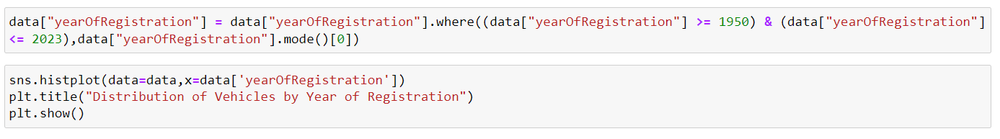 data["yearOfRegistration"] = data["yearOfRegistration"].where((data["yearOfRegistration"] >= 1950) & (data["yearOfRegistration"]
<= 2023),data["yearOfRegistration"].mode()[0])
sns.histplot(data=data,x=data['yearOfRegistration'])
plt.title("Distribution of Vehicles by Year of Registration")
plt.show()